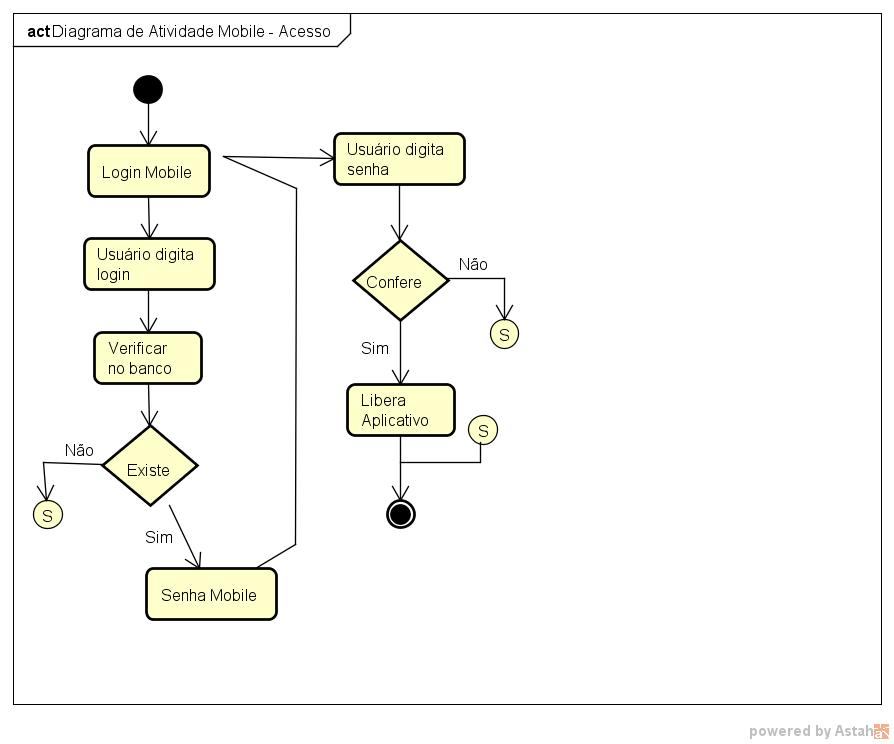 act Diagrama de Atividade Mobile - Acesso
Login Mobile
Usuário digita
login
Verificar
no banco
Existe
Não
S
Sim
Senha Mobile
Usuário digita
senha
Confere
Não
S
Sim
Libera
Aplicativo
S
powered by Astah